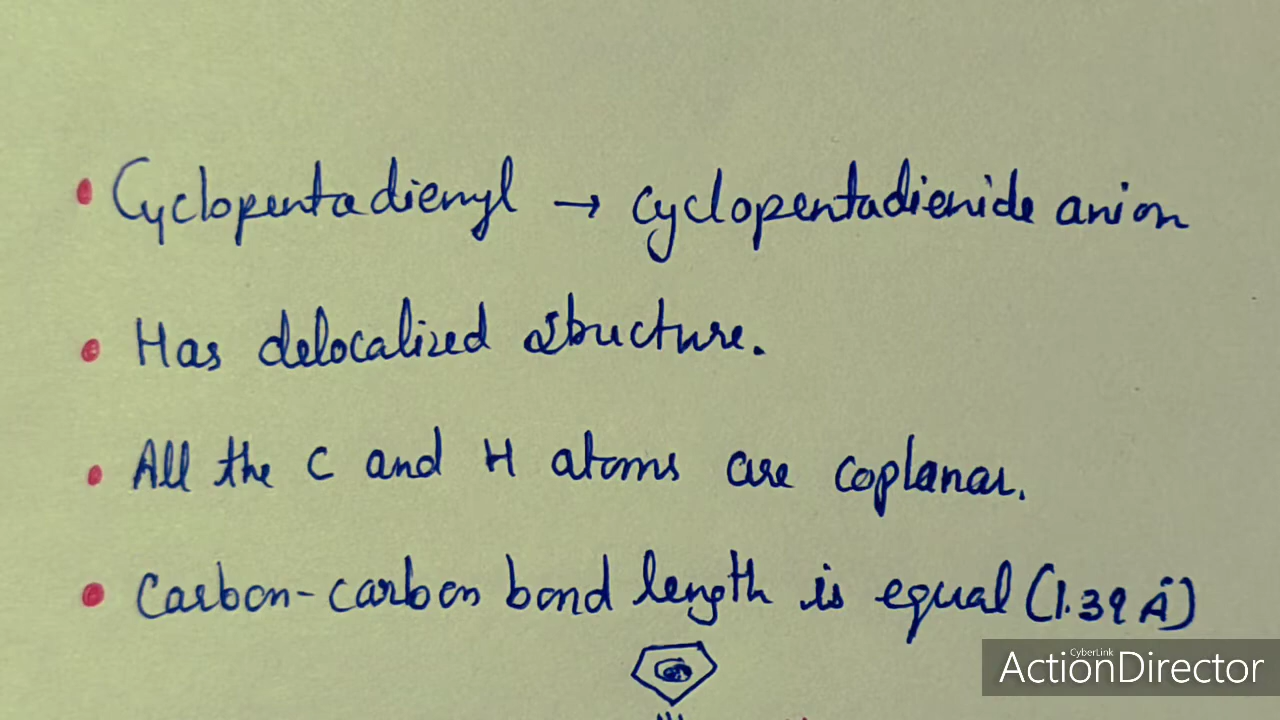 • Cyclopentadienyl → cyclopentadienide anion
• Has delocalized structure.
• All the C and H atoms are coplanar.
• Carbon-carbon bond length is equal (1.39 Å)
CyberLink
ActionDirector